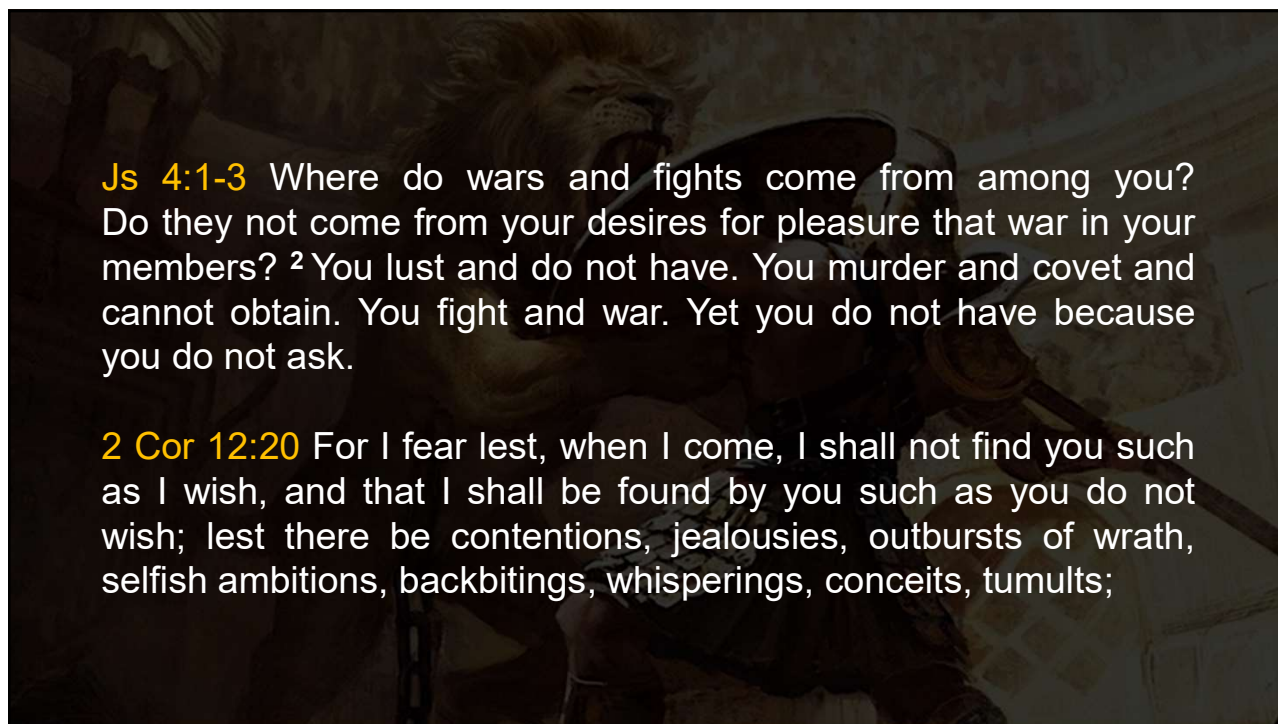 Js 4:1-3 Where do wars and fights come from among you?
Do they not come from your desires for pleasure that war in your
members? ² You lust and do not have. You murder and covet and
cannot obtain. You fight and war. Yet you do not have because
you do not ask.
2 Cor 12:20 For I fear lest, when I come, I shall not find you such
as I wish, and that I shall be found by you such as you do not
wish; lest there be contentions, jealousies, outbursts of wrath,
selfish ambitions, backbitings, whisperings, conceits, tumults;